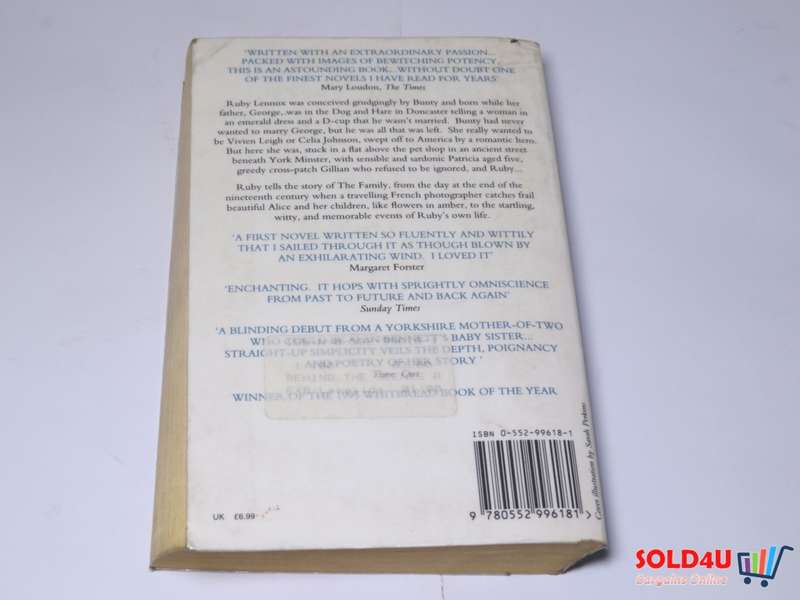 'WRITTEN WITH AN EXTRAORDINARY PASSION...
PACKED WITH IMAGES OF BEWITCHING POTENCY,
THIS IS AN ASTOUNDING BOOK...WITHOUT DOUBT ONE
OF THE FINEST NOVELS I HAVE READ FOR YEARS'
Mary Loudon, The Times
Ruby Lennox was conceived grudgingly by Bunty and born while her
father, George, was in the Dog and Hare in Doncaster telling a woman in
an emerald dress and a D-cup that he wasn't married. Bunty had never
wanted to marry George, but he was all that was left. She really wanted to
be Vivien Leigh or Celia Johnson, swept off to America by a romantic hero.
But here she was, stuck in a flat above the pet shop in an ancient street
beneath York Minster, with sensible and sardonic Patricia aged five,
greedy cross-patch Gillian who refused to be ignored, and Ruby...
Ruby tells the story of The Family, from the day at the end of the
nineteenth century when a travelling French photographer catches frail
beautiful Alice and her children, like flowers in amber, to the startling,
witty, and memorable events of Ruby's own life.
'A FIRST NOVEL WRITTEN SO FLUENTLY AND WITTILY
THAT I SAILED THROUGH IT AS THOUGH BLOWN BY
AN EXHILARATING WIND. I LOVED IT'
Margaret Forster
'ENCHANTING. IT HOPS WITH SPRIGHTLY OMNISCIENCE
FROM PAST TO FUTURE AND BACK AGAIN'
Sunday Times
'A BLINDING DEBUT FROM A YORKSHIRE MOTHER-OF-TWO
WHO COULD BE ALAN BENNETT'S BABY SISTER...
STRAIGHT-UP SIMPLICITY VEILS THE DEPTH, POIGNANCY
AND POETRY OF HER STORY'
Time Out
BEHIND THE
WINNER OF THE 1995 WHITBREAD BOOK OF THE YEAR
ISBN 0-552-99618-1
9 780552 996181 >
Cover illustration by Sarah Perkins
UK £6.99
SOLD4U
Bargains Online